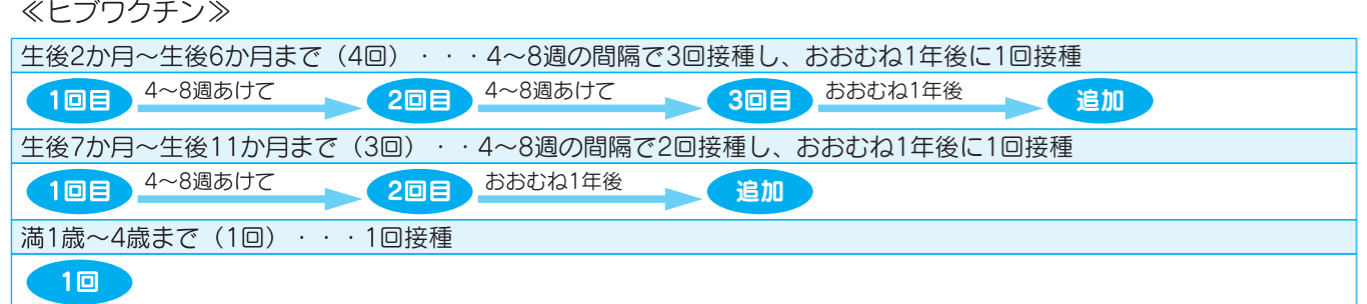 ≪ヒブワクチン≫
生後2か月～生後6か月まで（4回）・・・4～8週の間隔で3回接種し、おおむね1年後に1回接種
1回目 4～8週あけて 2回目 4～8週あけて 3回目 おおむね1年後 追加
生後7か月～生後11か月まで（3回）・・4～8週の間隔で2回接種し、おおむね1年後に1回接種
1回目 4～8週あけて 2回目 おおむね1年後 追加
満1歳～4歳まで（1回）・・・1回接種
1回